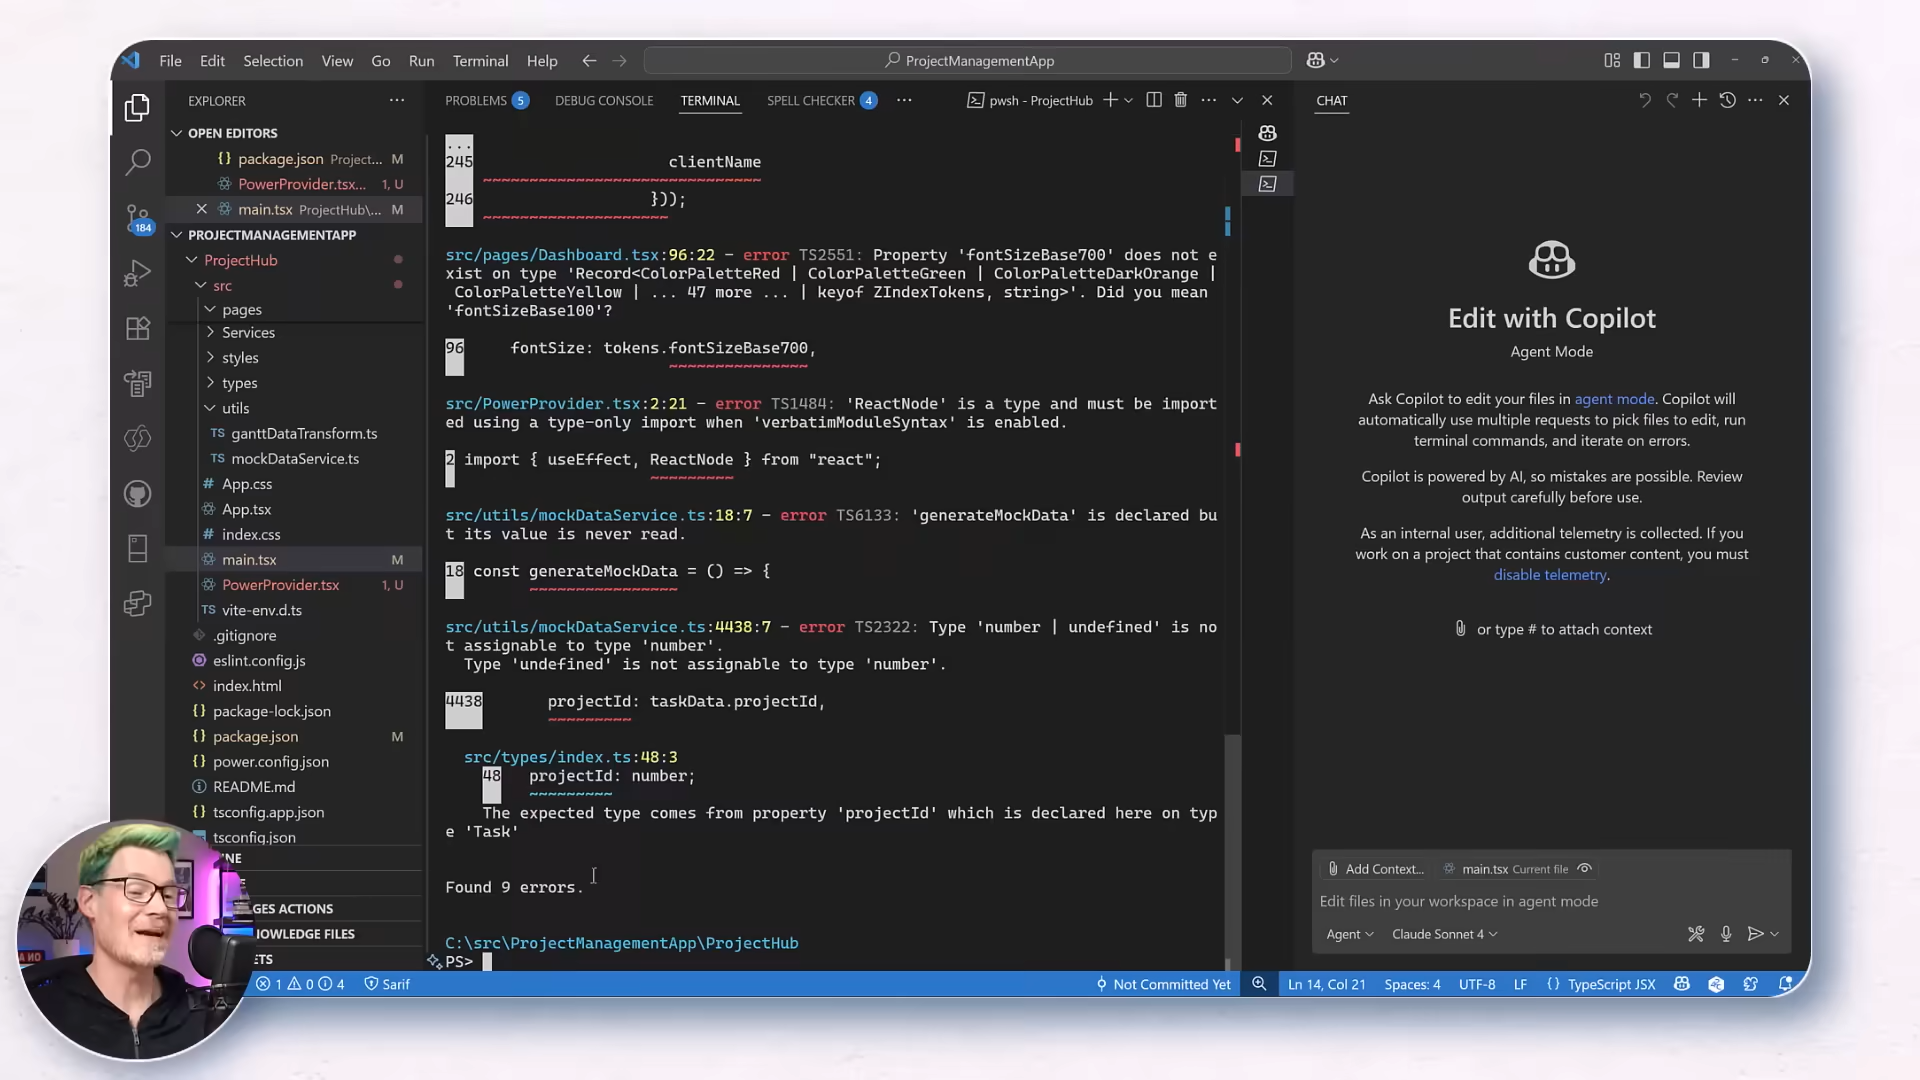 File Edit Selection View Go Run Terminal Help
ProjectManagementApp
EXPLORER
OPEN EDITORS
package.json Project... M
PowerProvider.tsx... 1, U
main.tsx ProjectHub\... M
PROJECTMANAGEMENTAPP
ProjectHub
src
pages
Services
styles
types
utils
TS ganttDataTransform.ts
TS mockDataService.ts
# App.css
App.tsx
# index.css
main.tsx M
PowerProvider.tsx 1, U
TS vite-env.d.ts
.gitignore
eslint.config.js
index.html
package-lock.json
package.json M
power.config.json
README.md
tsconfig.app.json
tsconfig.json
184
PROBLEMS 5 DEBUG CONSOLE TERMINAL SPELL CHECKER 4 pwsh - ProjectHub
...
245 clientName
246 }));
src/pages/Dashboard.tsx:96:22 - error TS2551: Property 'fontSizeBase700' does not e
xist on type 'Record<ColorPaletteRed | ColorPaletteGreen | ColorPaletteDarkOrange |
ColorPaletteYellow | ... 47 more ... | keyof ZIndexTokens, string>'. Did you mean
'fontSizeBase100'?
96 fontSize: tokens.fontSizeBase700,
src/PowerProvider.tsx:2:21 - error TS1484: 'ReactNode' is a type and must be import
ed using a type-only import when 'verbatimModuleSyntax' is enabled.
2 import { useEffect, ReactNode } from "react";
src/utils/mockDataService.ts:18:7 - error TS6133: 'generateMockData' is declared bu
t its value is never read.
18 const generateMockData = () => {
src/utils/mockDataService.ts:4438:7 - error TS2322: Type 'number | undefined' is no
t assignable to type 'number'.
Type 'undefined' is not assignable to type 'number'.
4438 projectId: taskData.projectId,
src/types/index.ts:48:3
48 projectId: number;
The expected type comes from property 'projectId' which is declared here on typ
e 'Task'
Found 9 errors.
C:\src\ProjectManagementApp\ProjectHub
PS>
CHAT
Edit with Copilot
Agent Mode
Ask Copilot to edit your files in agent mode. Copilot will
automatically use multiple requests to pick files to edit, run
terminal commands, and iterate on errors.
Copilot is powered by AI, so mistakes are possible. Review
output carefully before use.
As an internal user, additional telemetry is collected. If you
work on a project that contains customer content, you must
disable telemetry.
or type # to attach context
Add Context... main.tsx Current file
Edit files in your workspace in agent mode
Agent Claude Sonnet 4
1 0 4 Sarif
Not Committed Yet Ln 14, Col 21 Spaces: 4 UTF-8 LF {} TypeScript JSX